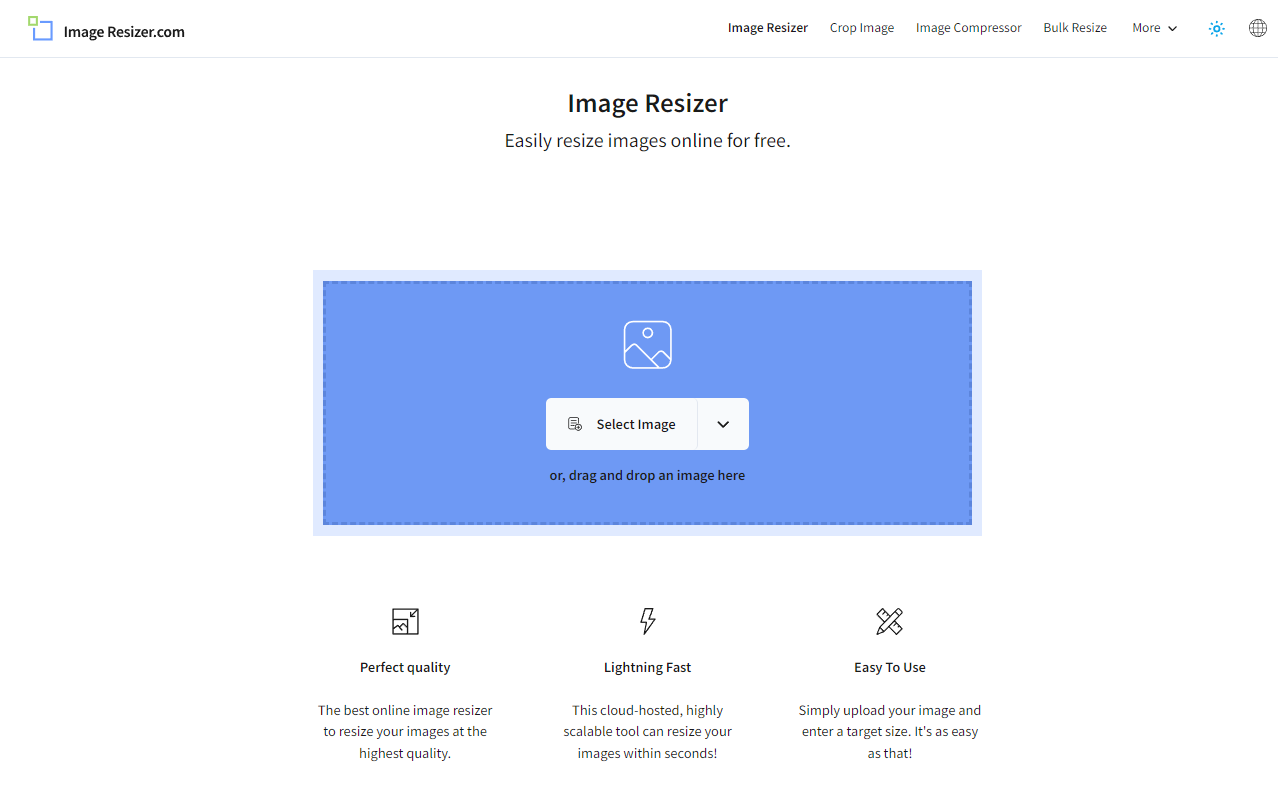 Image Resizer.com
Image Resizer
Crop Image
Image Compressor
Bulk Resize
More
Image Resizer
Easily resize images online for free.
Select Image
or, drag and drop an image here
Perfect quality
The best online image resizer
to resize your images at the
highest quality.
Lightning Fast
This cloud-hosted, highly
scalable tool can resize your
images within seconds!
Easy To Use
Simply upload your image and
enter a target size. It's as easy
as that!